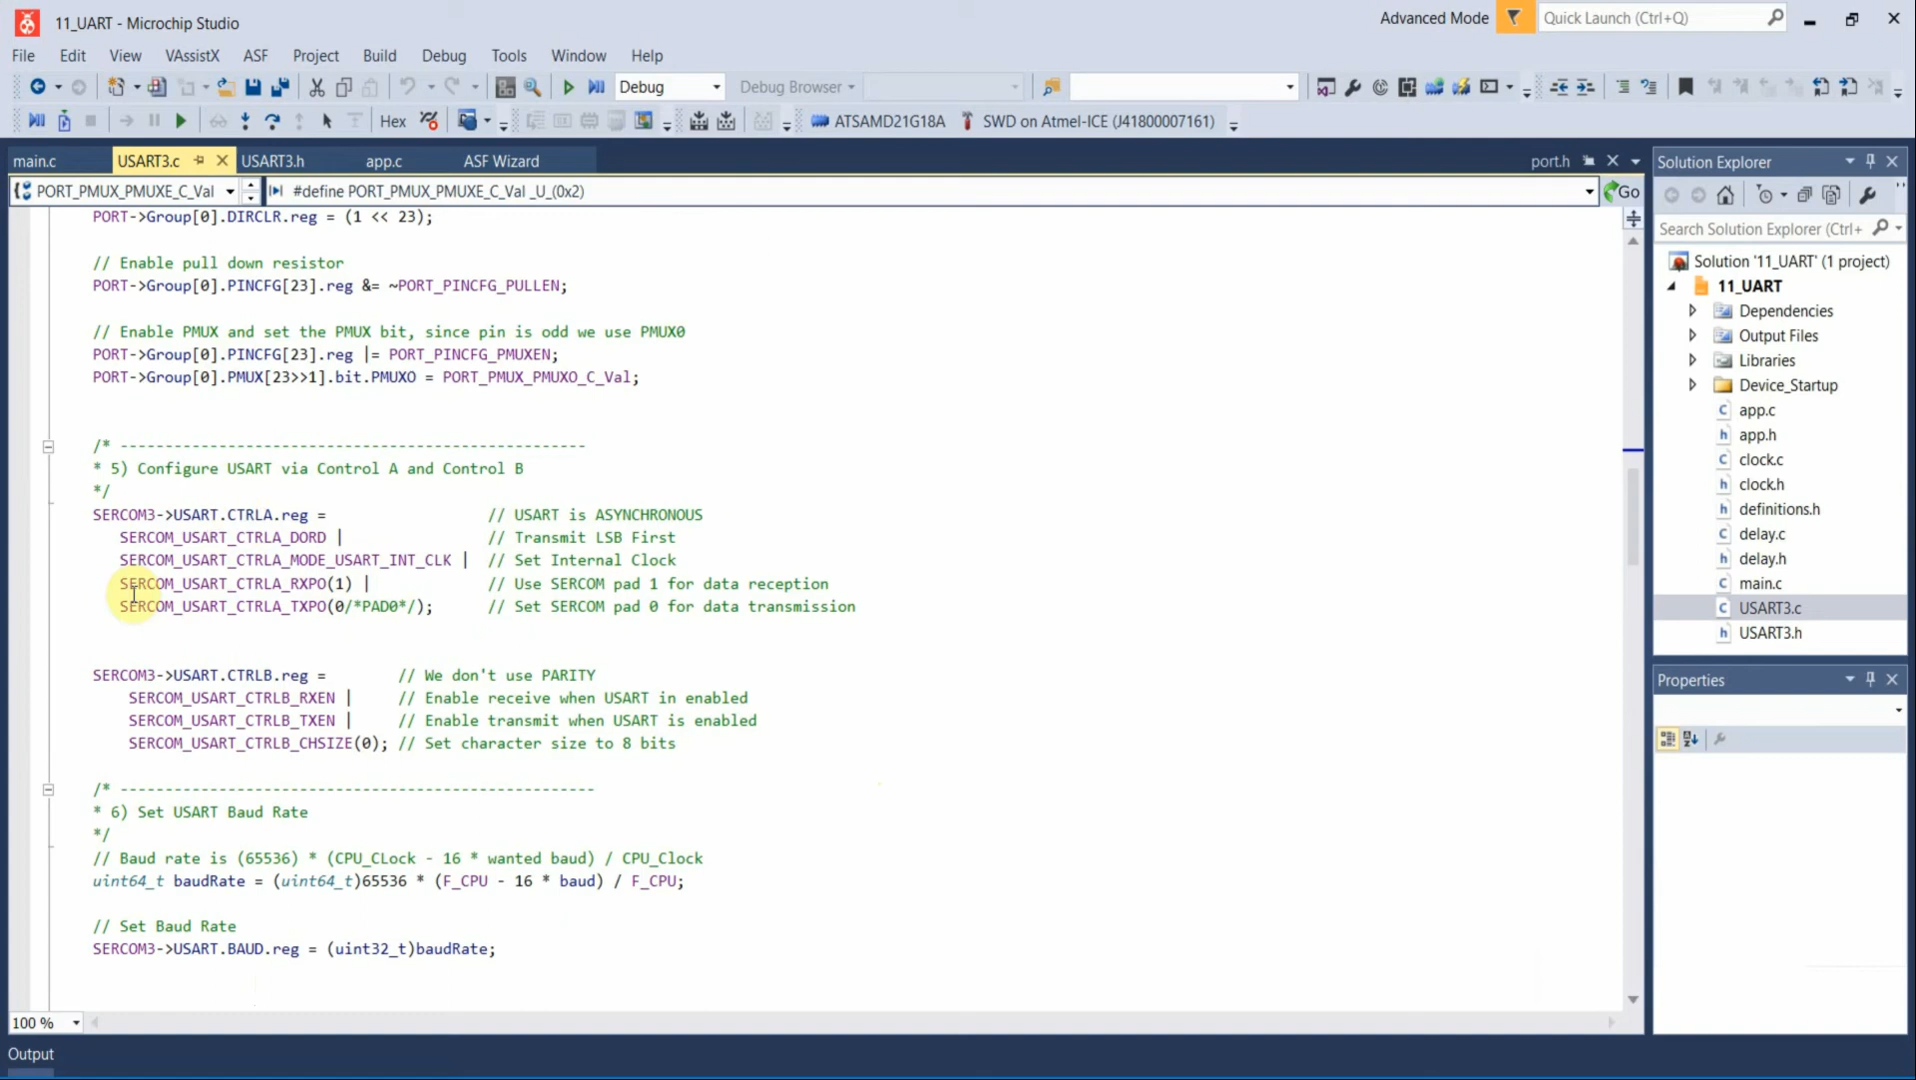 11_UART - Microchip Studio
Advanced Mode
Quick Launch (Ctrl+Q)
File Edit View VAssistX ASF Project Build Debug Tools Window Help
Debug Debug Browser
Hex ATSAMD21G18A SWD on Atmel-ICE (J41800007161)
main.c USART3.c USART3.h app.c ASF Wizard port.h
PORT_PMUX_PMUXE_C_Val #define PORT_PMUX_PMUXE_C_Val _U_(0x2) Go
PORT->Group[0].DIRCLR.reg = (1 << 23);
// Enable pull down resistor
PORT->Group[0].PINCFG[23].reg &= ~PORT_PINCFG_PULLEN;
// Enable PMUX and set the PMUX bit, since pin is odd we use PMUX0
PORT->Group[0].PINCFG[23].reg |= PORT_PINCFG_PMUXEN;
PORT->Group[0].PMUX[23>>1].bit.PMUXO = PORT_PMUX_PMUXO_C_Val;
/* ----------------------------------------------------
* 5) Configure USART via Control A and Control B
*/
SERCOM3->USART.CTRLA.reg = // USART is ASYNCHRONOUS
SERCOM_USART_CTRLA_DORD | // Transmit LSB First
SERCOM_USART_CTRLA_MODE_USART_INT_CLK | // Set Internal Clock
SERCOM_USART_CTRLA_RXPO(1) | // Use SERCOM pad 1 for data reception
SERCOM_USART_CTRLA_TXPO(0/*PAD0*/); // Set SERCOM pad 0 for data transmission
SERCOM3->USART.CTRLB.reg = // We don't use PARITY
SERCOM_USART_CTRLB_RXEN | // Enable receive when USART in enabled
SERCOM_USART_CTRLB_TXEN | // Enable transmit when USART is enabled
SERCOM_USART_CTRLB_CHSIZE(0); // Set character size to 8 bits
/* -----------------------------------------------------
* 6) Set USART Baud Rate
*/
// Baud rate is (65536) * (CPU_CLock - 16 * wanted baud) / CPU_Clock
uint64_t baudRate = (uint64_t)65536 * (F_CPU - 16 * baud) / F_CPU;
// Set Baud Rate
SERCOM3->USART.BAUD.reg = (uint32_t)baudRate;
100 %
Output
Solution Explorer
Search Solution Explorer (Ctrl+
Solution '11_UART' (1 project)
11_UART
Dependencies
Output Files
Libraries
Device_Startup
app.c
app.h
clock.c
clock.h
definitions.h
delay.c
delay.h
main.c
USART3.c
USART3.h
Properties